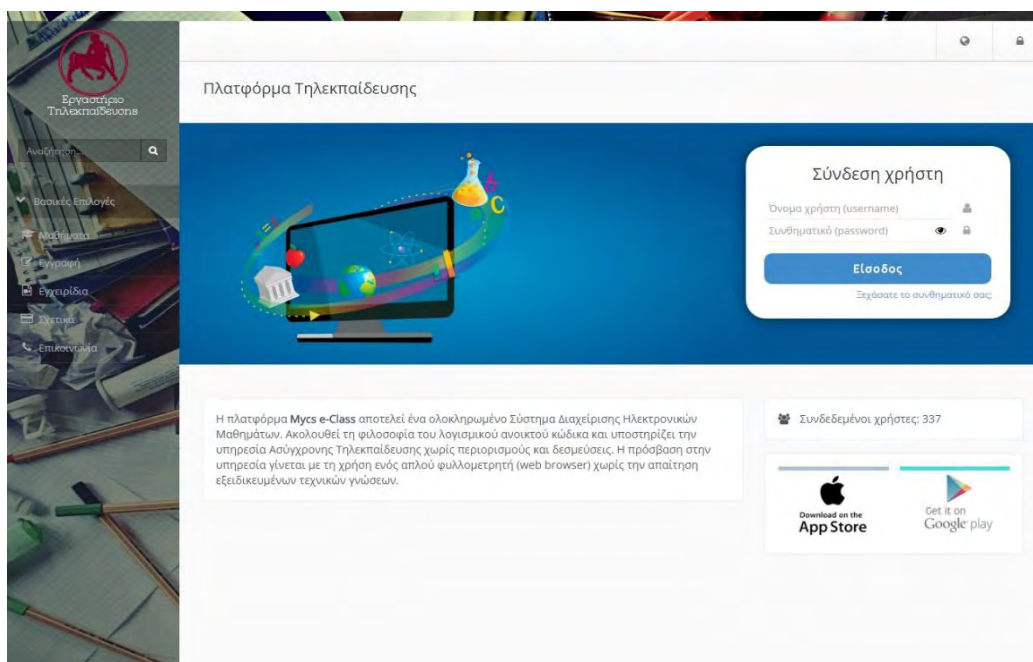 Εργαστήριο
Τηλεκπαίδευσης
Αναζήτηση...
Βασικές Επιλογές
Μαθήματα
Εγγραφή
Εγχειρίδια
Σχετικά
Επικοινωνία
Πλατφόρμα Τηλεκπαίδευσης
b
C
Σύνδεση χρήστη
Όνομα χρήστη (username)
Συνθηματικό (password)
Είσοδος
Ξεχάσατε το συνθηματικό σας;
Η πλατφόρμα Mycs e-Class αποτελεί ένα ολοκληρωμένο Σύστημα Διαχείρισης Ηλεκτρονικών
Μαθημάτων. Ακολουθεί τη φιλοσοφία του λογισμικού ανοικτού κώδικα και υποστηρίζει την
υπηρεσία Ασύγχρονης Τηλεκπαίδευσης χωρίς περιορισμούς και δεσμεύσεις. Η πρόσβαση στην
υπηρεσία γίνεται με τη χρήση ενός απλού φυλλομετρητή (web browser) χωρίς την απαίτηση
εξειδικευμένων τεχνικών γνώσεων.
Συνδεδεμένοι χρήστες: 337
Download on the
App Store
Get it on
Google play